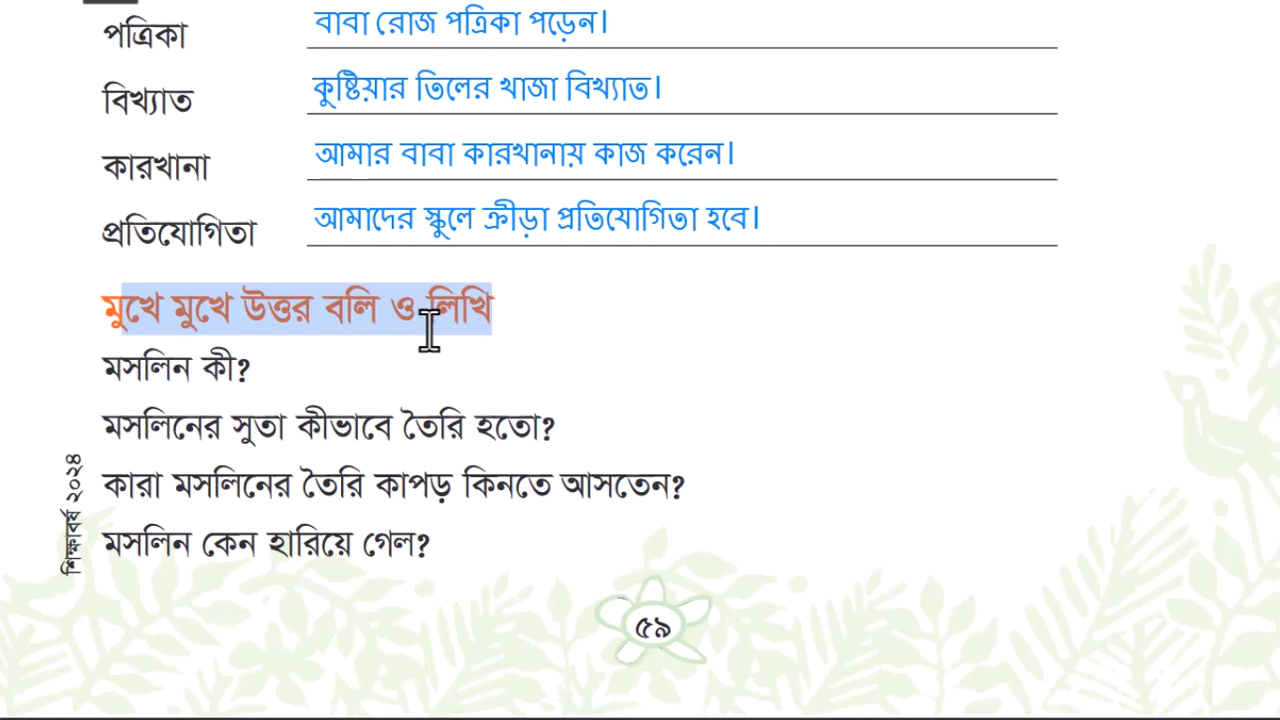 পত্রিকা বাবা রোজ পত্রিকা পড়েন।
বিখ্যাত কুষ্টিয়ার তিলের খাজা বিখ্যাত।
কারখানা আমার বাবা কারখানায় কাজ করেন।
প্রতিযোগিতা আমাদের স্কুলে ক্রীড়া প্রতিযোগিতা হবে।
মুখে মুখে উত্তর বলি ও লিখি
মসলিন কী?
মসলিনের সুতা কীভাবে তৈরি হতো?
কারা মসলিনের তৈরি কাপড় কিনতে আসতেন?
মসলিন কেন হারিয়ে গেল?
শিক্ষাবর্ষ ২০২৪
৫৯